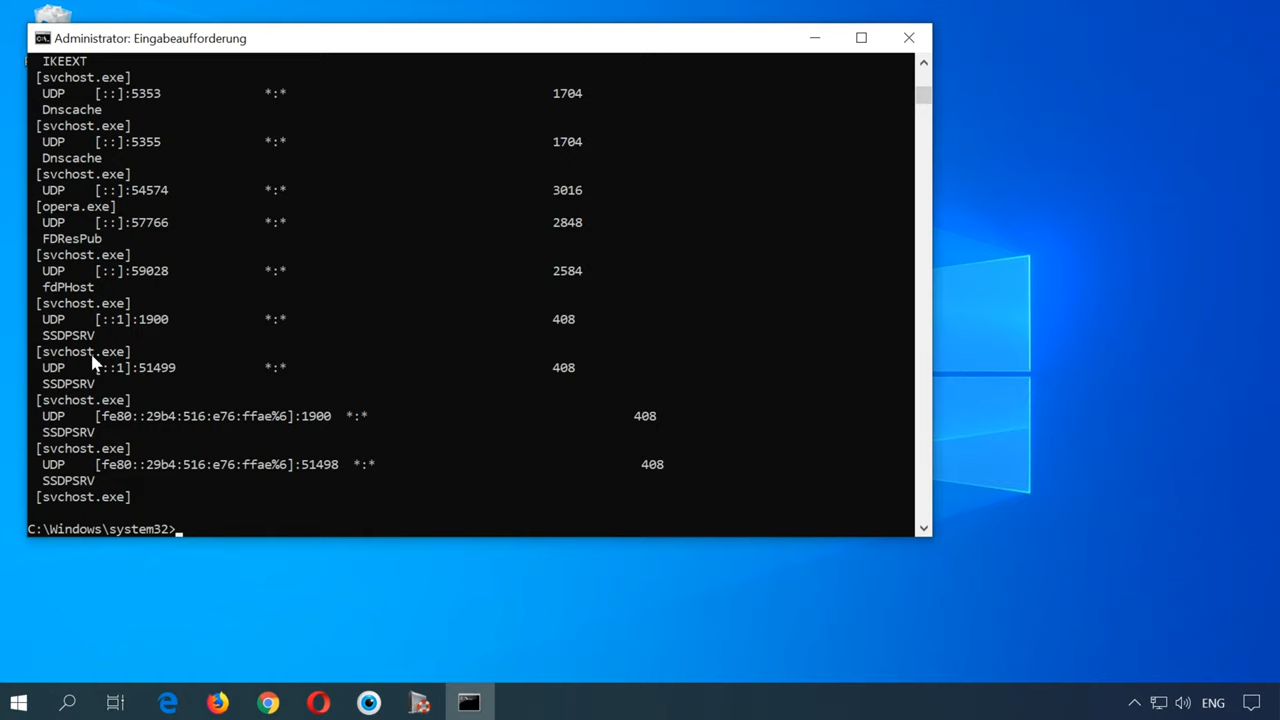 Administrator: Eingabeaufforderung
IKEEXT
[svchost.exe]
UDP [::]:5353 *:* 1704
Dnscache
[svchost.exe]
UDP [::]:5355 *:* 1704
Dnscache
[svchost.exe]
UDP [::]:54574 *:* 3016
[opera.exe]
UDP [::]:57766 *:* 2848
FDResPub
[svchost.exe]
UDP [::]:59028 *:* 2584
fdPHost
[svchost.exe]
UDP [::1]:1900 *:* 408
SSDPSRV
[svchost.exe]
UDP [::1]:51499 *:* 408
SSDPSRV
[svchost.exe]
UDP [fe80::29b4:516:e76:ffae%6]:1900 *:* 408
SSDPSRV
[svchost.exe]
UDP [fe80::29b4:516:e76:ffae%6]:51498 *:* 408
SSDPSRV
[svchost.exe]
C:\Windows\system32>
ENG